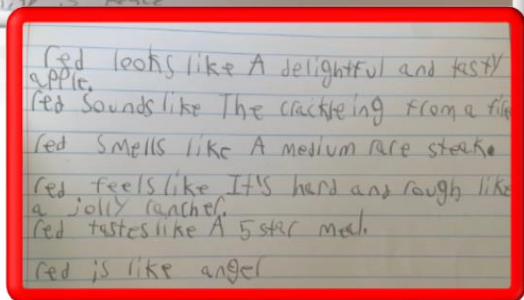 red looks like A delightful and tasty
apple.
red Sounds like The crackleing from a fire
red smells like A medium rare steak.
red feels like It's hard and rough like
a jolly rancher.
red tastes like A 5 star meal.
red is like angel